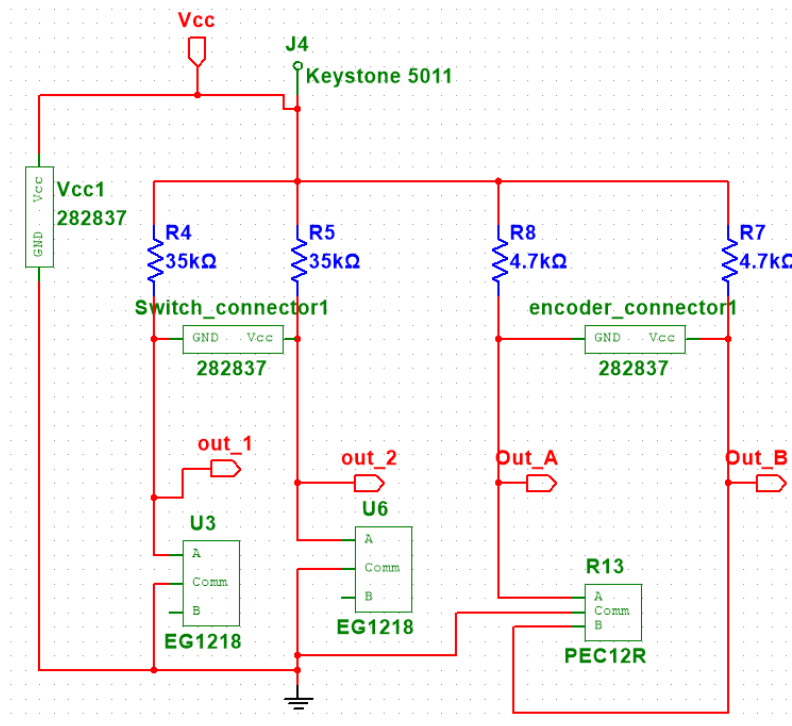 Vcc
J4
Keystone 5011
Vcc
GND
Vcc1
282837
R4
35kΩ
R5
35kΩ
R8
4.7kΩ
R7
4.7kΩ
Switch_connector1
GND Vcc
282837
encoder_connector1
GND Vcc
282837
out_1
out_2
Out_A
Out_B
U3
A
Comm
B
EG1218
U6
A
Comm
B
EG1218
R13
A
Comm
B
PEC12R